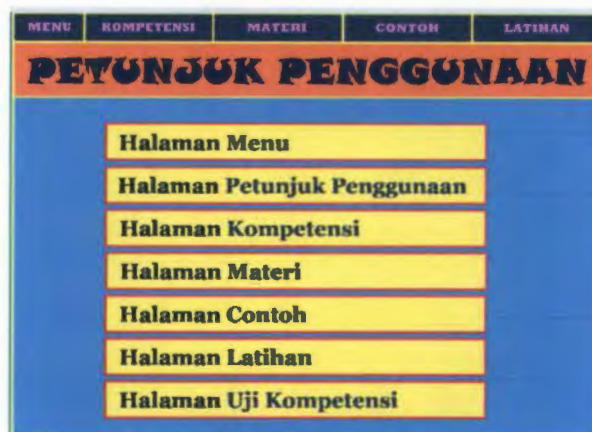 MENU KOMPETENSI MATERI CONTOH LATIHAN
PETUNJUK PENGGUNAAN
Halaman Menu
Halaman Petunjuk Penggunaan
Halaman Kompetensi
Halaman Materi
Halaman Contoh
Halaman Latihan
Halaman Uji Kompetensi